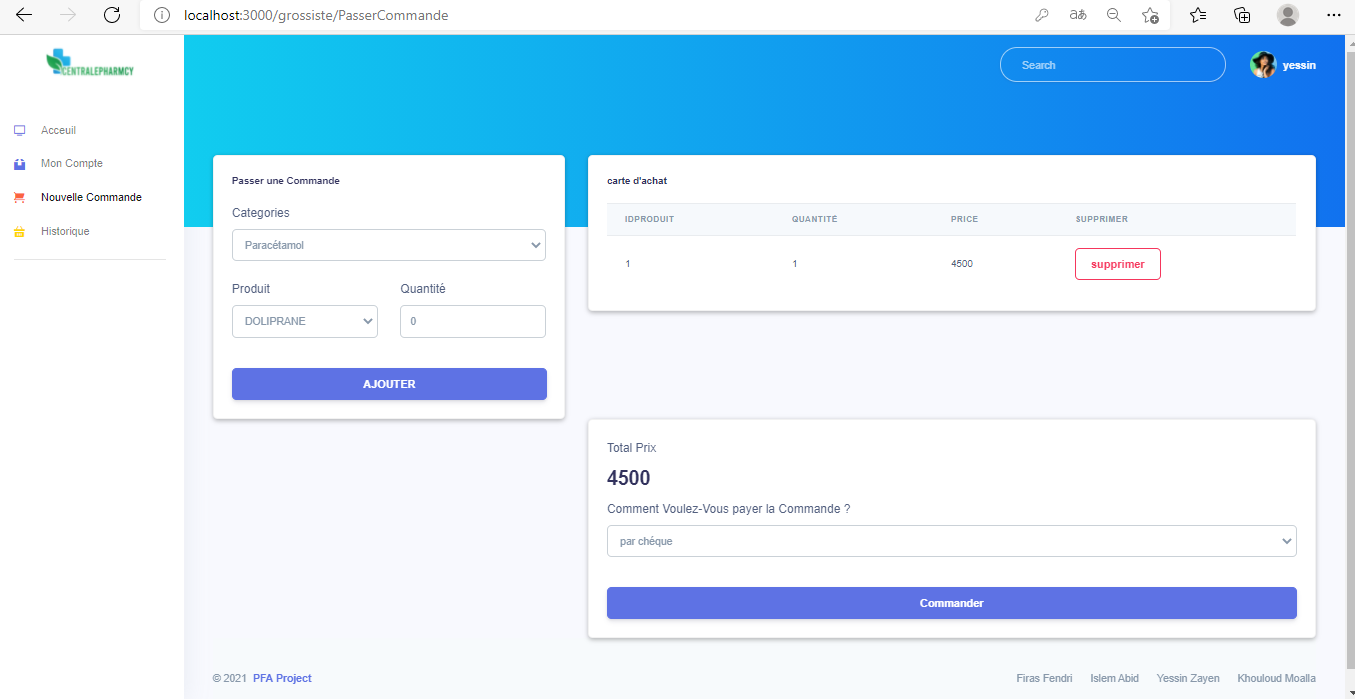 localhost:3000/grossiste/PasserCommande
aあ
CENTRALEPHARMCY
Search
yessin
Acceuil
Mon Compte
Nouvelle Commande
Historique
Passer une Commande
Categories
Paracétamol
Produit Quantité
DOLIPRANE 0
AJOUTER
carte d'achat
IDPRODUIT QUANTITÉ PRICE SUPPRIMER
1 1 4500 supprimer
Total Prix
4500
Comment Voulez-Vous payer la Commande ?
par chéque
Commander
© 2021 PFA Project
Firas Fendri Islem Abid Yessin Zayen Khouloud Moalla